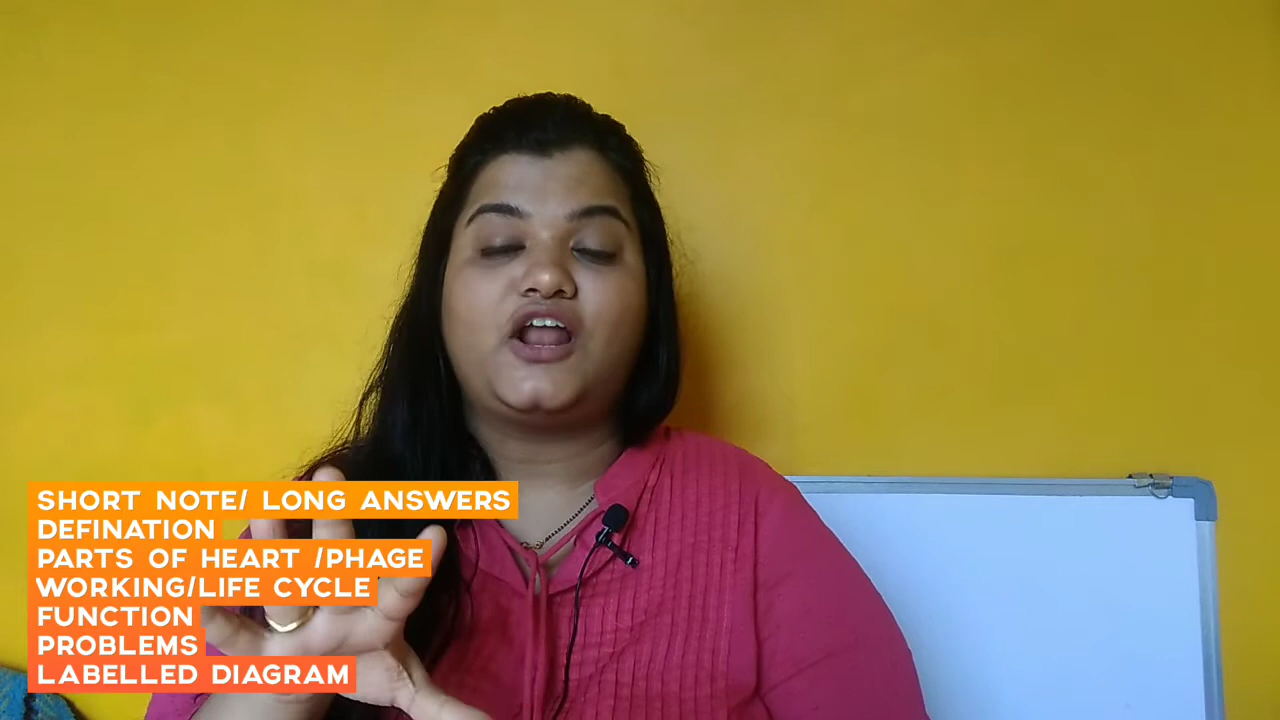 SHORT NOTE/ LONG ANSWERS
DEFINATION
PARTS OF HEART /PHAGE
WORKING/LIFE CYCLE
FUNCTION
PROBLEMS
LABELLED DIAGRAM